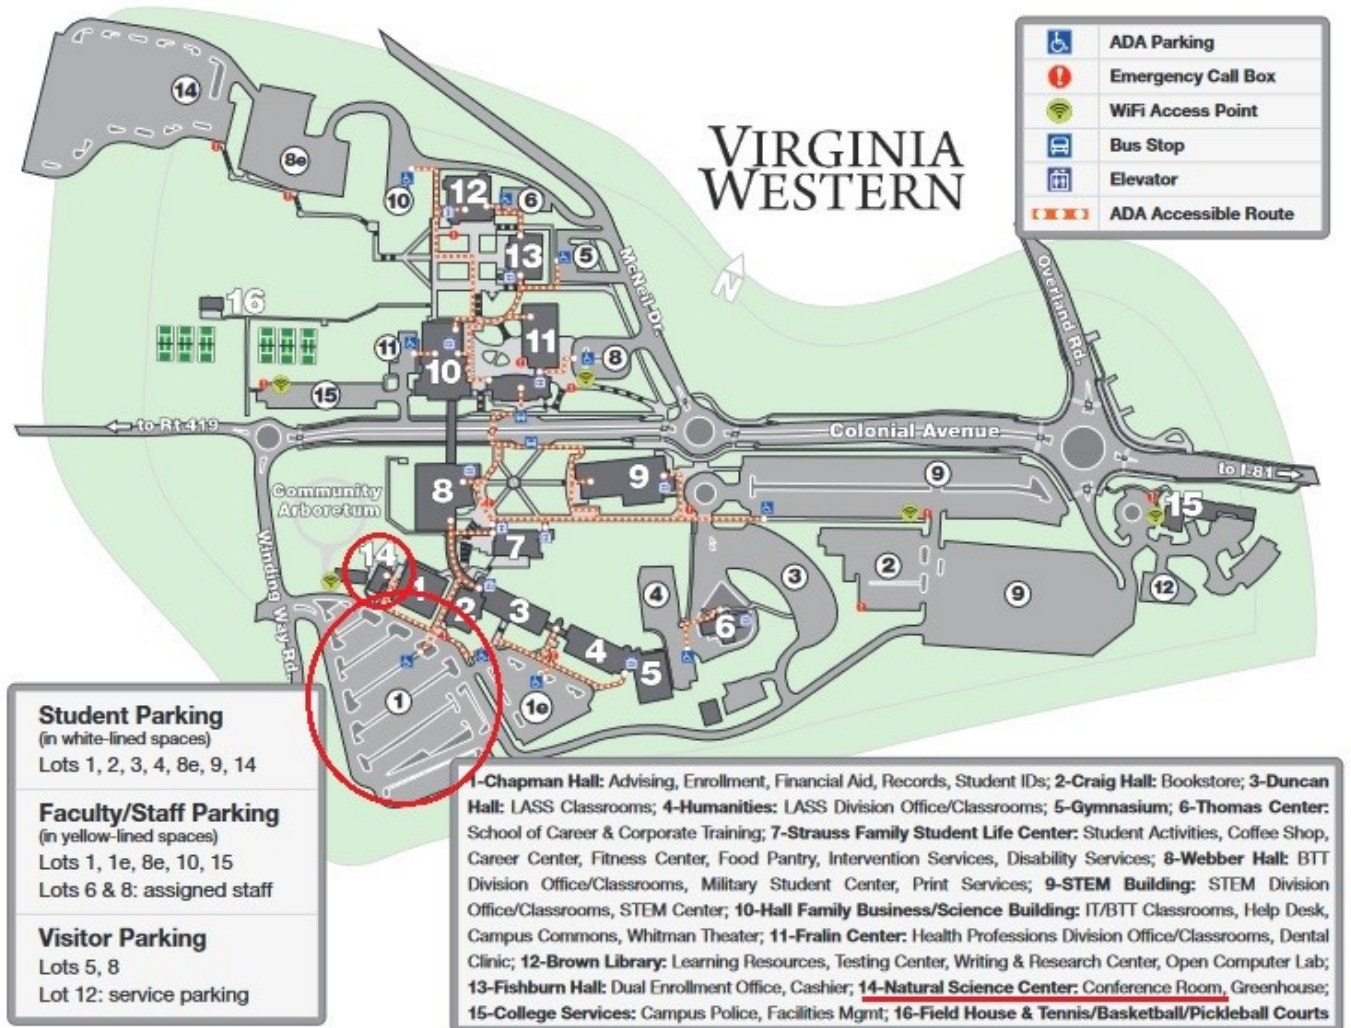 VIRGINIA
WESTERN
ADA Parking
Emergency Call Box
WiFi Access Point
Bus Stop
Elevator
ADA Accessible Route
14
8e
10
12
6
13
5
McNeil Dr.
N
Overland Rd.
16
11
10
11
8
15
to Rt 419
Colonial Avenue
to I-81
Community
Arboretum
8
9
9
15
7
14
1
2
3
4
5
6
4
3
2
9
12
Winding Way Rd.
1
1e
Student Parking
(in white-lined spaces)
Lots 1, 2, 3, 4, 8e, 9, 14
Faculty/Staff Parking
(in yellow-lined spaces)
Lots 1, 1e, 8e, 10, 15
Lots 6 & 8: assigned staff
Visitor Parking
Lots 5, 8
Lot 12: service parking
1-Chapman Hall: Advising, Enrollment, Financial Aid, Records, Student IDs; 2-Craig Hall: Bookstore; 3-Duncan
Hall: LASS Classrooms; 4-Humanities: LASS Division Office/Classrooms; 5-Gymnasium; 6-Thomas Center:
School of Career & Corporate Training; 7-Strauss Family Student Life Center: Student Activities, Coffee Shop,
Career Center, Fitness Center, Food Pantry, Intervention Services, Disability Services; 8-Webber Hall: BTT
Division Office/Classrooms, Military Student Center, Print Services; 9-STEM Building: STEM Division
Office/Classrooms, STEM Center; 10-Hall Family Business/Science Building: IT/BTT Classrooms, Help Desk,
Campus Commons, Whitman Theater; 11-Fralin Center: Health Professions Division Office/Classrooms, Dental
Clinic; 12-Brown Library: Learning Resources, Testing Center, Writing & Research Center, Open Computer Lab;
13-Fishburn Hall: Dual Enrollment Office, Cashier; 14-Natural Science Center: Conference Room, Greenhouse;
15-College Services: Campus Police, Facilities Mgmt; 16-Field House & Tennis/Basketball/Pickleball Courts